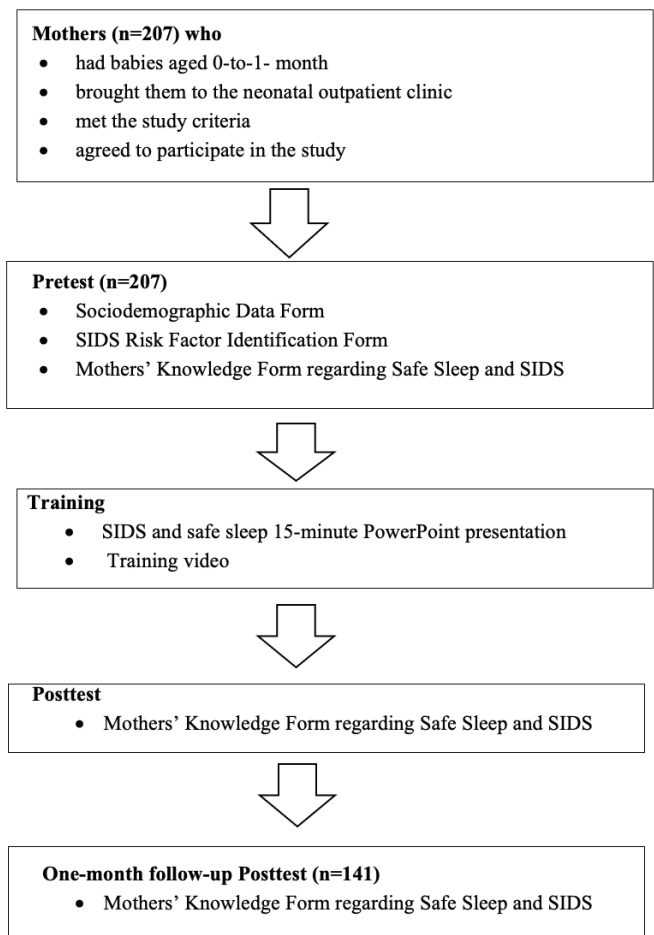 Mothers (n=207) who
• had babies aged 0-to-1- month
• brought them to the neonatal outpatient clinic
• met the study criteria
• agreed to participate in the study
Pretest (n=207)
• Sociodemographic Data Form
• SIDS Risk Factor Identification Form
• Mothers’ Knowledge Form regarding Safe Sleep and SIDS
Training
• SIDS and safe sleep 15-minute PowerPoint presentation
• Training video
Posttest
• Mothers’ Knowledge Form regarding Safe Sleep and SIDS
One-month follow-up Posttest (n=141)
• Mothers’ Knowledge Form regarding Safe Sleep and SIDS